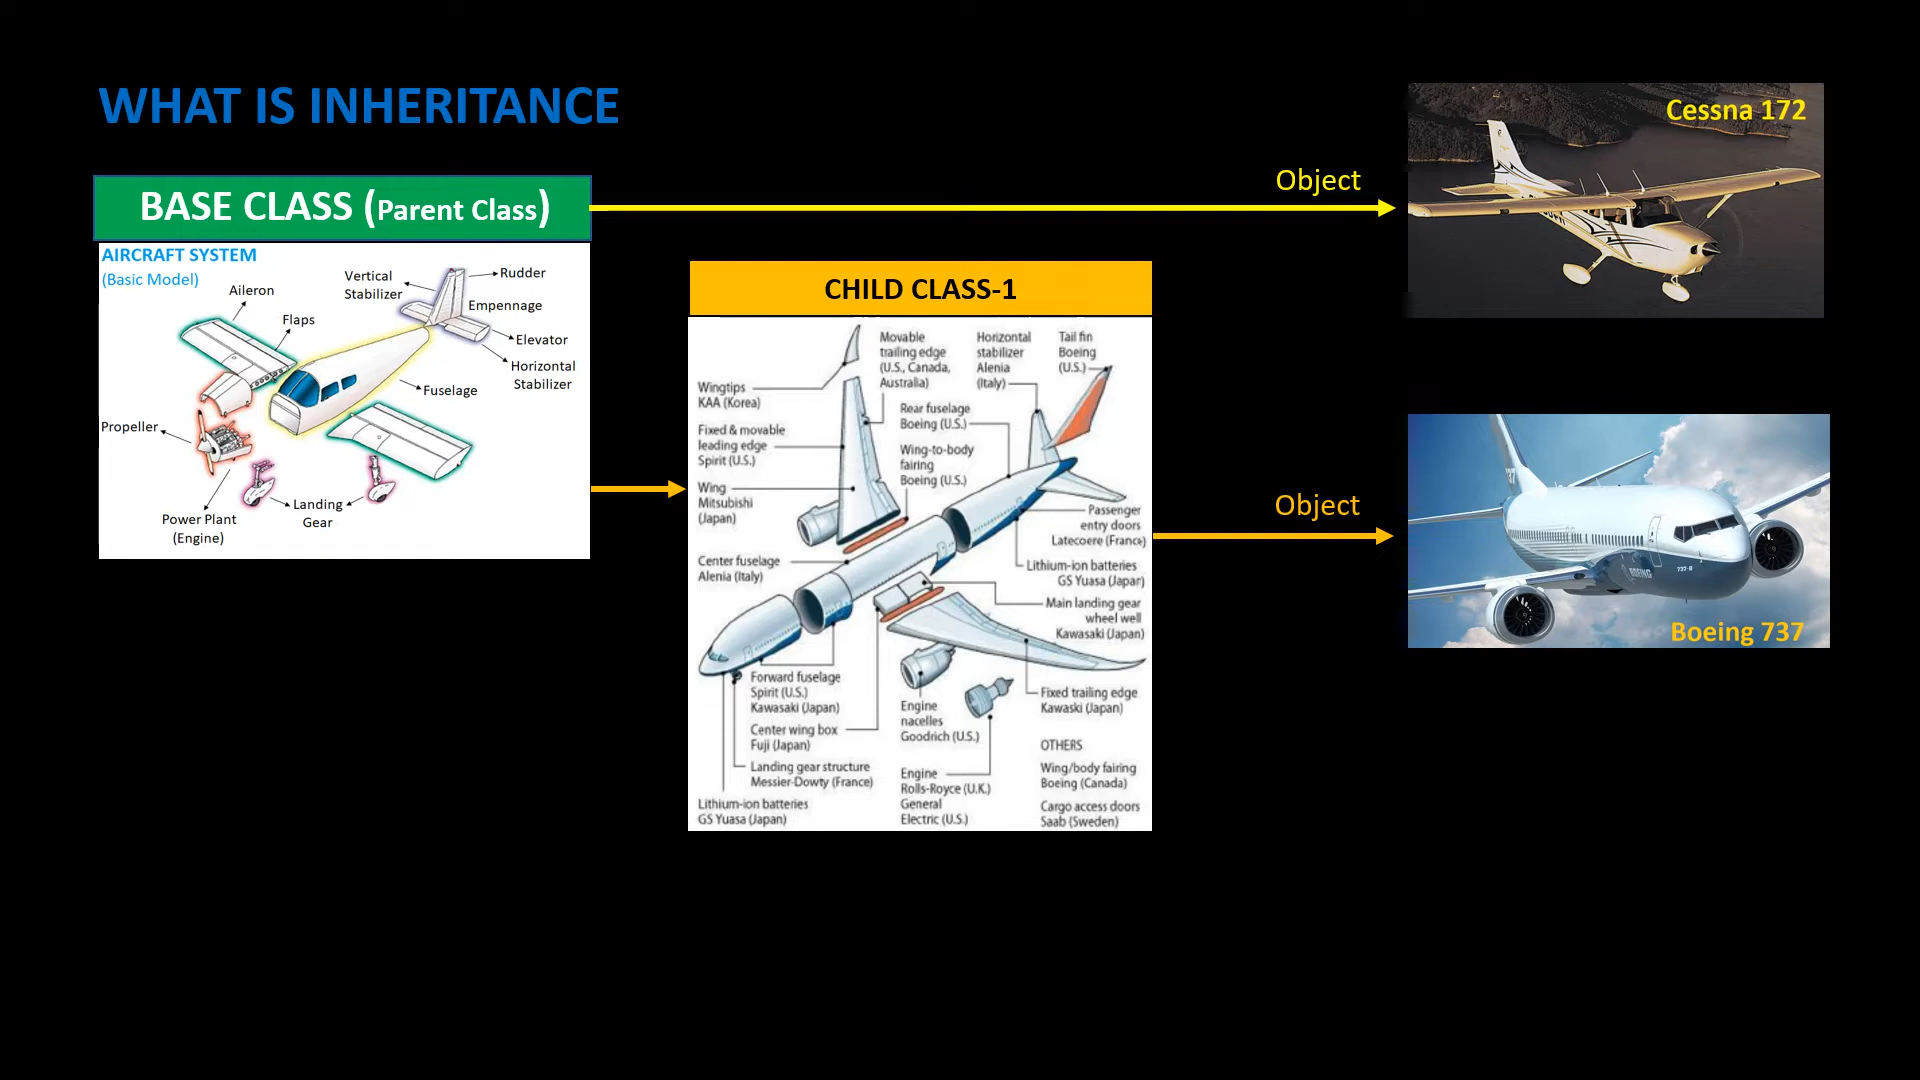 WHAT IS INHERITANCE
BASE CLASS (Parent Class)
AIRCRAFT SYSTEM
(Basic Model)
Aileron
Flaps
Vertical
Stabilizer
Rudder
Empennage
Elevator
Horizontal
Stabilizer
Fuselage
Propeller
Landing
Gear
Power Plant
(Engine)
Object
Cessna 172
CHILD CLASS-1
Movable
trailing edge
(U.S., Canada,
Australia)
Horizontal
stabilizer
Alenia
(Italy)
Tail fin
Boeing
(U.S.)
Wingtips
KAA (Korea)
Rear fuselage
Boeing (U.S.)
Fixed & movable
leading edge
Spirit (U.S.)
Wing-to-body
fairing
Boeing (U.S.)
Wing
Mitsubishi
(Japan)
Passenger
entry doors
Latecoere (France)
Center fuselage
Alenia (Italy)
Lithium-ion batteries
GS Yuasa (Japan)
Main landing gear
wheel well
Kawasaki (Japan)
Forward fuselage
Spirit (U.S.)
Kawasaki (Japan)
Center wing box
Fuji (Japan)
Landing gear structure
Messier-Dowty (France)
Lithium-ion batteries
GS Yuasa (Japan)
Engine
nacelles
Goodrich (U.S.)
Engine
Rolls-Royce (U.K.)
General
Electric (U.S.)
Fixed trailing edge
Kawaski (Japan)
OTHERS
Wing/body fairing
Boeing (Canada)
Cargo access doors
Saab (Sweden)
Object
BOEING
Boeing 737